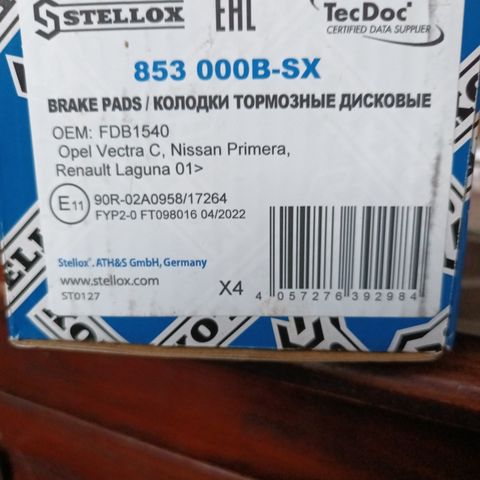 STELLOX EAC TecDoc
CERTIFIED DATA SUPPLIER
853 000B-SX
BRAKE PADS / КОЛОДКИ ТОРМОЗНЫЕ ДИСКОВЫЕ
OEM: FDB1540
Opel Vectra C, Nissan Primera,
Renault Laguna 01>
E11 90R-02A0958/17264
FYP2-0 FT098016 04/2022
Stellox®. ATH&S GmbH, Germany
www.stellox.com
ST0127
X4
4 057276 392984